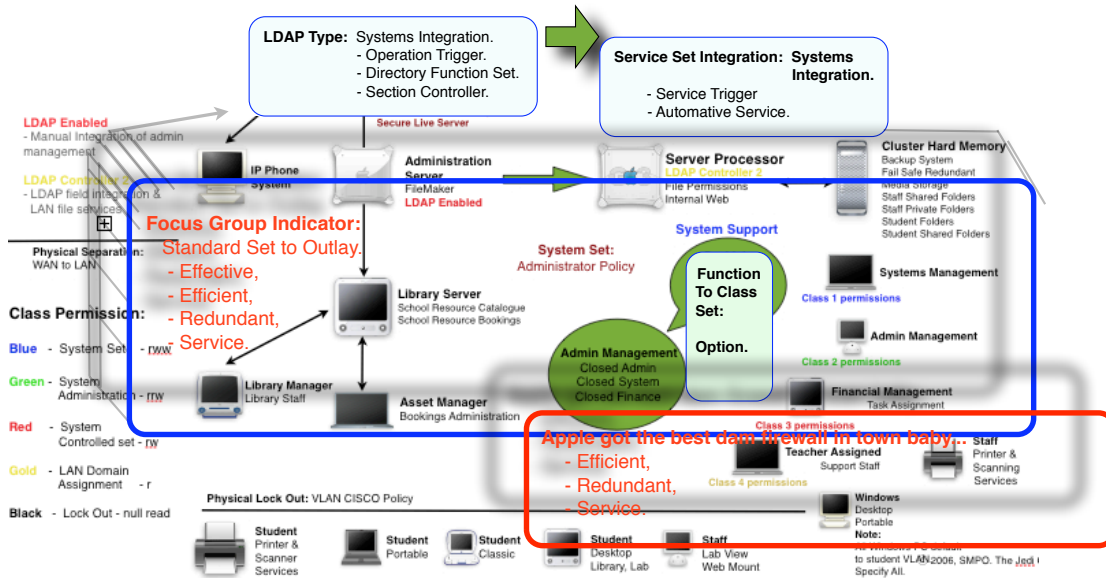 LDAP Type: Systems Integration.
- Operation Trigger.
- Directory Function Set.
- Section Controller.
Service Set Integration: Systems
Integration.
- Service Trigger
- Automative Service.
LDAP Enabled
- Manual Integration of admin
management
LDAP Controller 2
- LDAP field integration &
LAN file services
Physical Separation:
WAN to LAN
Class Permission:
Blue - System Set - rww
Green - System
Administration - rrw
Red - System
Controlled set - rw
Gold - LAN Domain
Assignment - r
Black - Lock Out - null read
Secure Live Server
IP Phone
System
Administration
Server
FileMaker
LDAP Enabled
Server Processor
LDAP Controller 2
File Permissions
Internal Web
Cluster Hard Memory
Backup System
Fail Safe Redundant
Media Storage
Staff Shared Folders
Staff Private Folders
Student Folders
Student Shared Folders
Focus Group Indicator:
Standard Set to Outlay.
- Effective,
- Efficient,
- Redundant,
- Service.
System Set:
Administrator Policy
System Support
Function
To Class
Set:
Option.
Systems Management
Class 1 permissions
Library Server
School Resource Catalogue
School Resource Bookings
Admin Management
Class 2 permissions
Admin Management
Closed Admin
Closed System
Closed Finance
Library Manager
Library Staff
Asset Manager
Bookings Administration
Financial Management
Task Assignment
Class 3 permissions
Apple got the best dam firewall in town baby...
- Efficient,
- Redundant,
- Service.
Teacher Assigned
Support Staff
Class 4 permissions
Staff
Printer &
Scanning
Services
Physical Lock Out: VLAN CISCO Policy
Windows
Desktop
Portable
Note:
to student VLAN
© 2006, SMPO. The Jedi
Specify All.
Student
Printer &
Scanner
Services
Student
Portable
Student
Classic
Student
Desktop
Library, Lab
Staff
Lab View
Web Mount